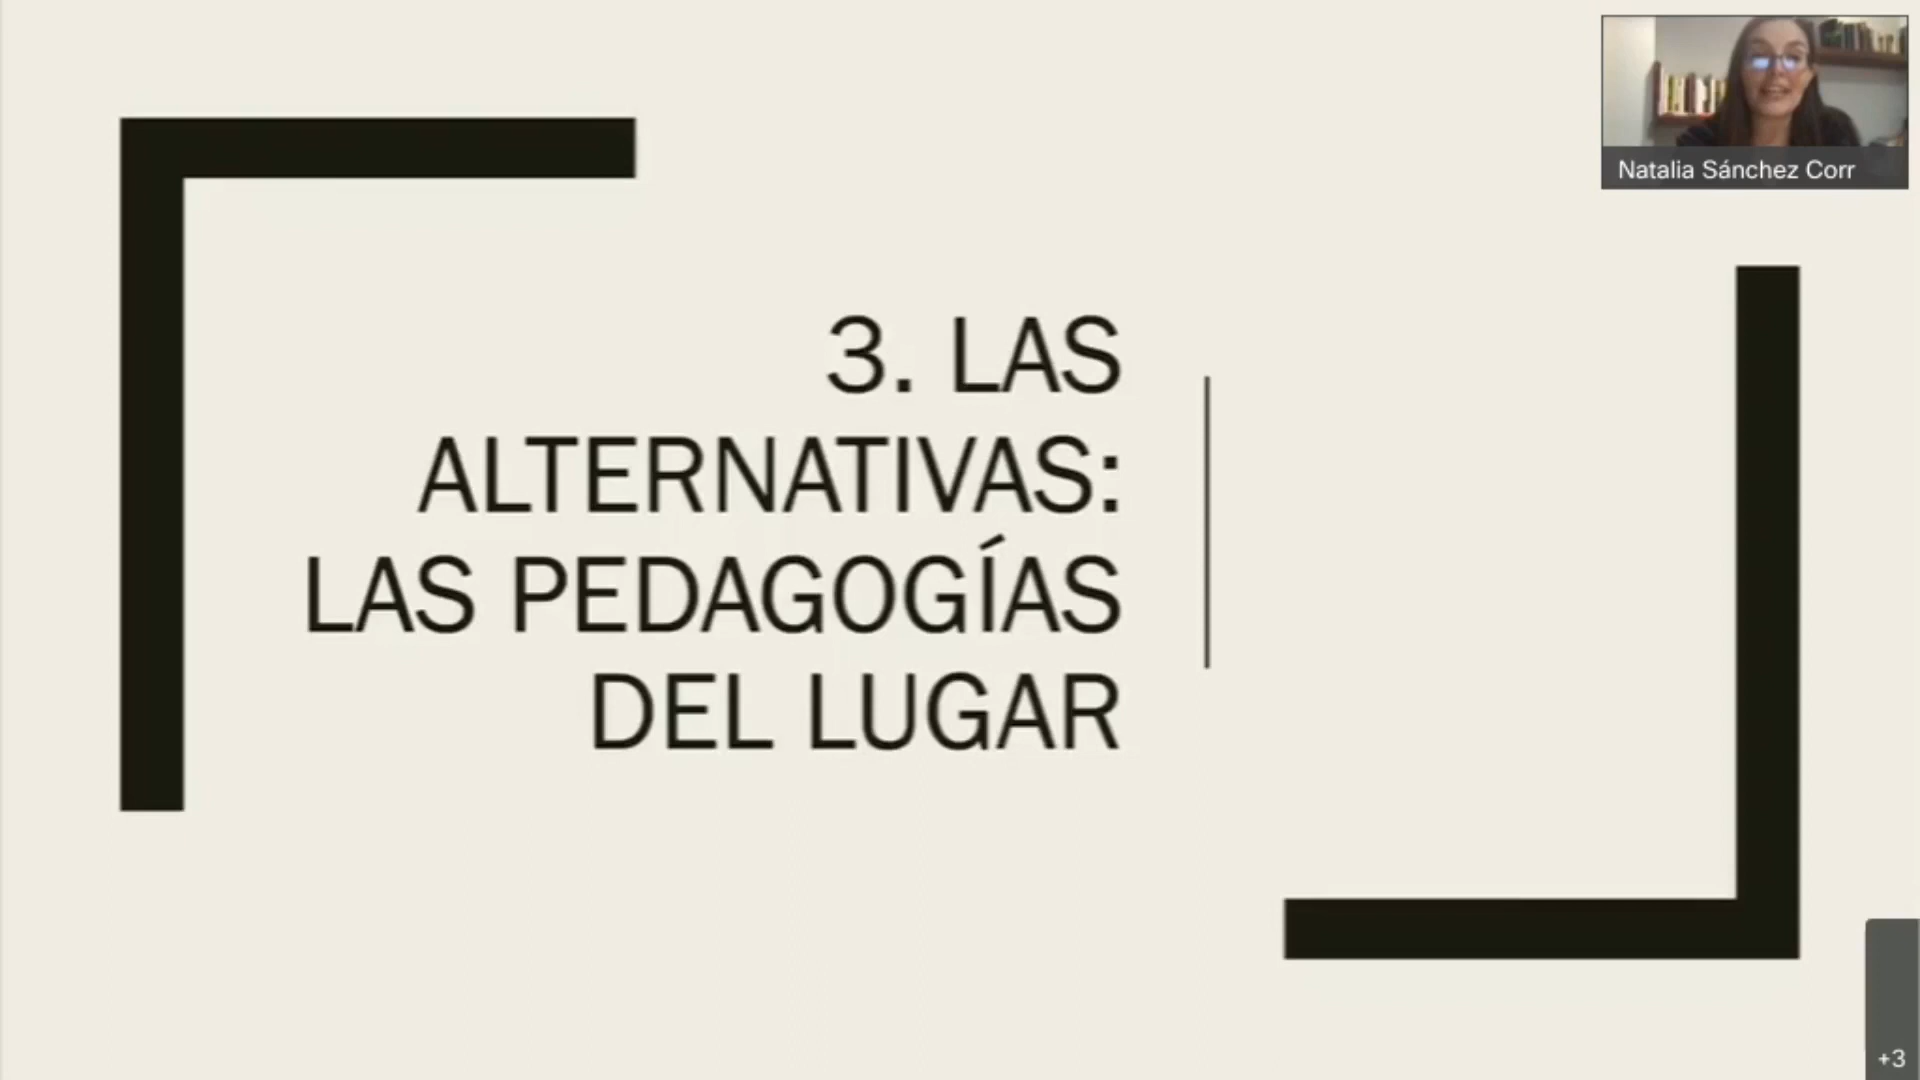 Natalia Sánchez Corr
3. LAS
ALTERNATIVAS:
LAS PEDAGOGÍAS
DEL LUGAR
+3